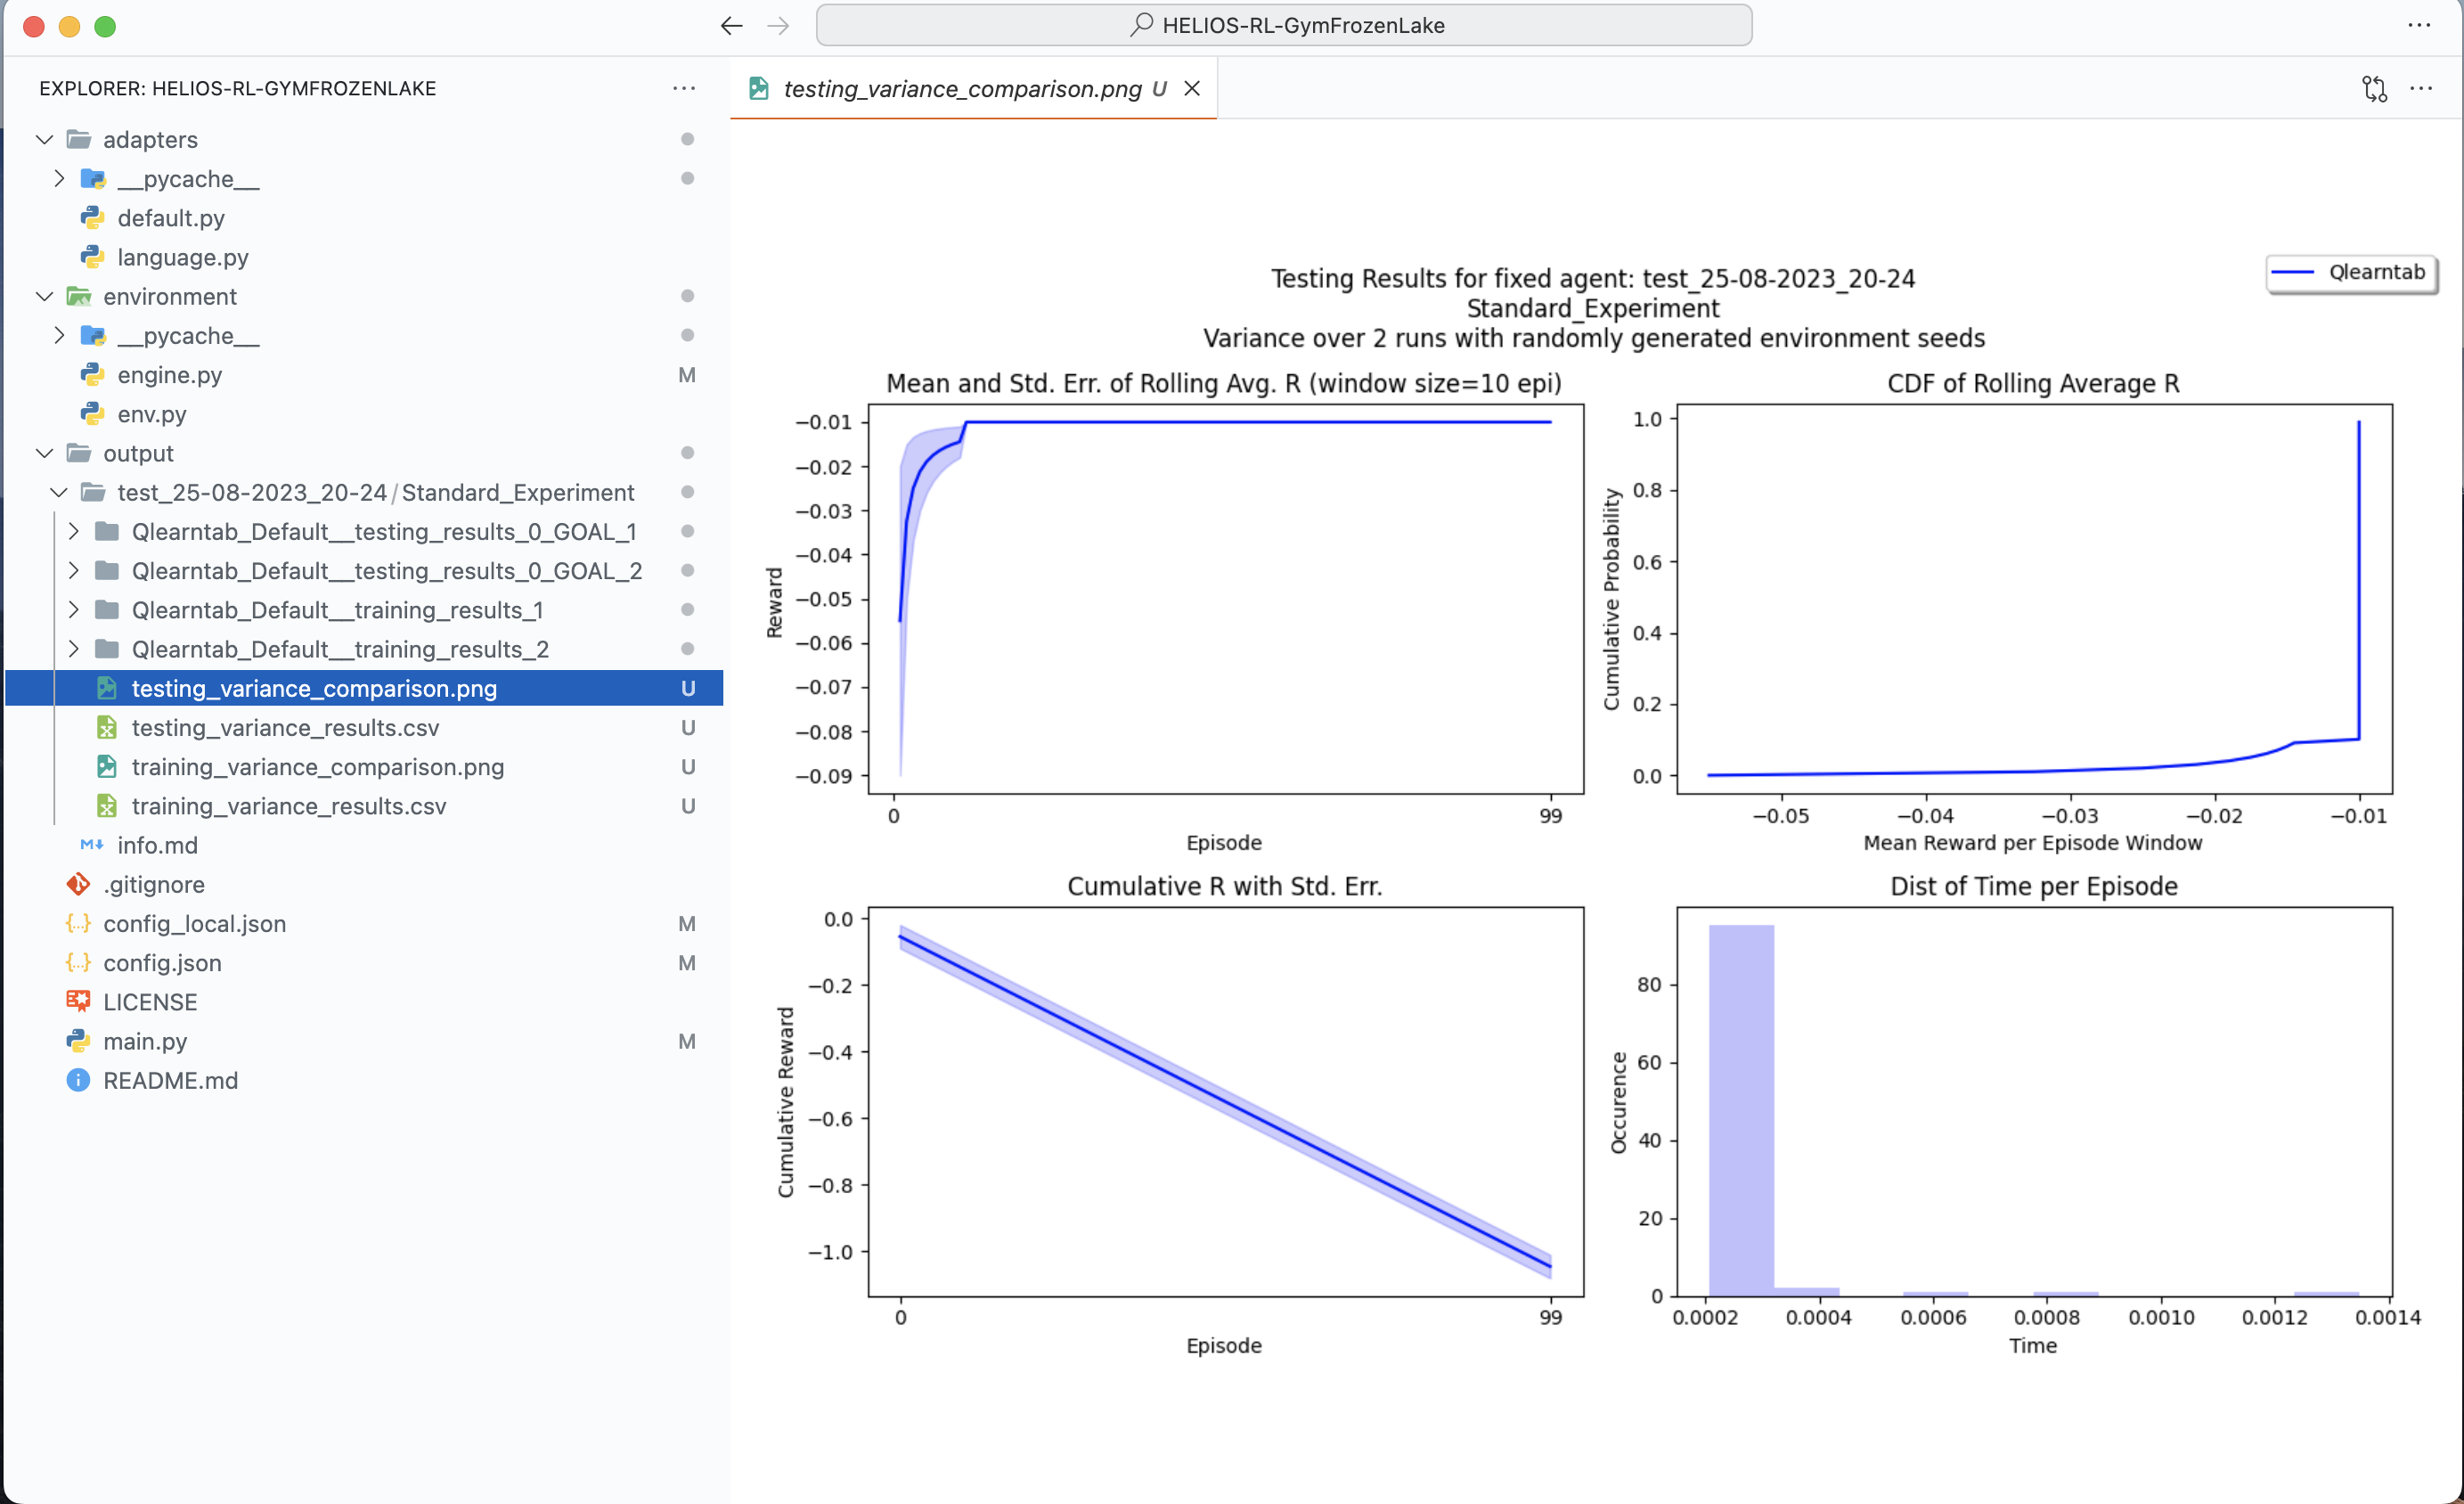 HELIOS-RL-GymFrozenLake
EXPLORER: HELIOS-RL-GYMFROZENLAKE
adapters
__pycache__
default.py
language.py
environment
__pycache__
engine.py M
env.py
output
test_25-08-2023_20-24/Standard_Experiment
Qlearntab_Default__testing_results_0_GOAL_1
Qlearntab_Default__testing_results_0_GOAL_2
Qlearntab_Default__training_results_1
Qlearntab_Default__training_results_2
testing_variance_comparison.png U
testing_variance_results.csv U
training_variance_comparison.png U
training_variance_results.csv U
M info.md
.gitignore
{...} config_local.json M
{...} config.json M
LICENSE
main.py M
README.md
testing_variance_comparison.png U
Testing Results for fixed agent: test_25-08-2023_20-24
Standard_Experiment
Variance over 2 runs with randomly generated environment seeds
Qlearntab
Mean and Std. Err. of Rolling Avg. R (window size=10 epi)
−0.01
−0.02
−0.03
−0.04
−0.05
−0.06
−0.07
−0.08
−0.09
Reward
0 99
Episode
CDF of Rolling Average R
1.0
0.8
0.6
0.4
0.2
0.0
Cumulative Probability
−0.05 −0.04 −0.03 −0.02 −0.01
Mean Reward per Episode Window
Cumulative R with Std. Err.
0.0
−0.2
−0.4
−0.6
−0.8
−1.0
Cumulative Reward
0 99
Episode
Dist of Time per Episode
80
60
40
20
0
Occurence
0.0002 0.0004 0.0006 0.0008 0.0010 0.0012 0.0014
Time